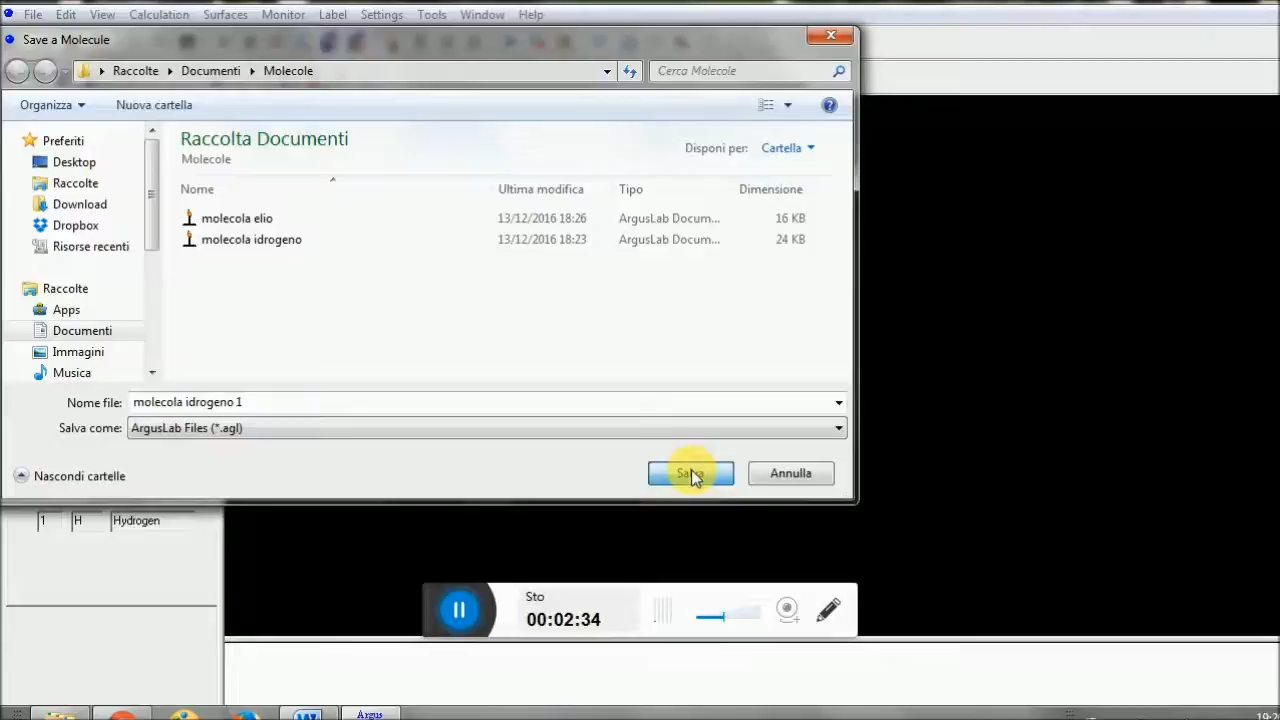 File Edit View Calculation Surfaces Monitor Label Settings Tools Window Help
Save a Molecule
Raccolte Documenti Molecole
Cerca Molecole
Organizza Nuova cartella
Preferiti
Desktop
Raccolte
Download
Dropbox
Risorse recenti
Raccolte
Apps
Documenti
Immagini
Musica
Raccolta Documenti
Molecole
Disponi per: Cartella
Nome Ultima modifica Tipo Dimensione
molecola elio 13/12/2016 18:26 ArgusLab Docum... 16 KB
molecola idrogeno 13/12/2016 18:23 ArgusLab Docum... 24 KB
Nome file: molecola idrogeno 1
Salva come: ArgusLab Files (*.agl)
Nascondi cartelle
Salva Annulla
1 H Hydrogen
Sto
00:02:34
Argus